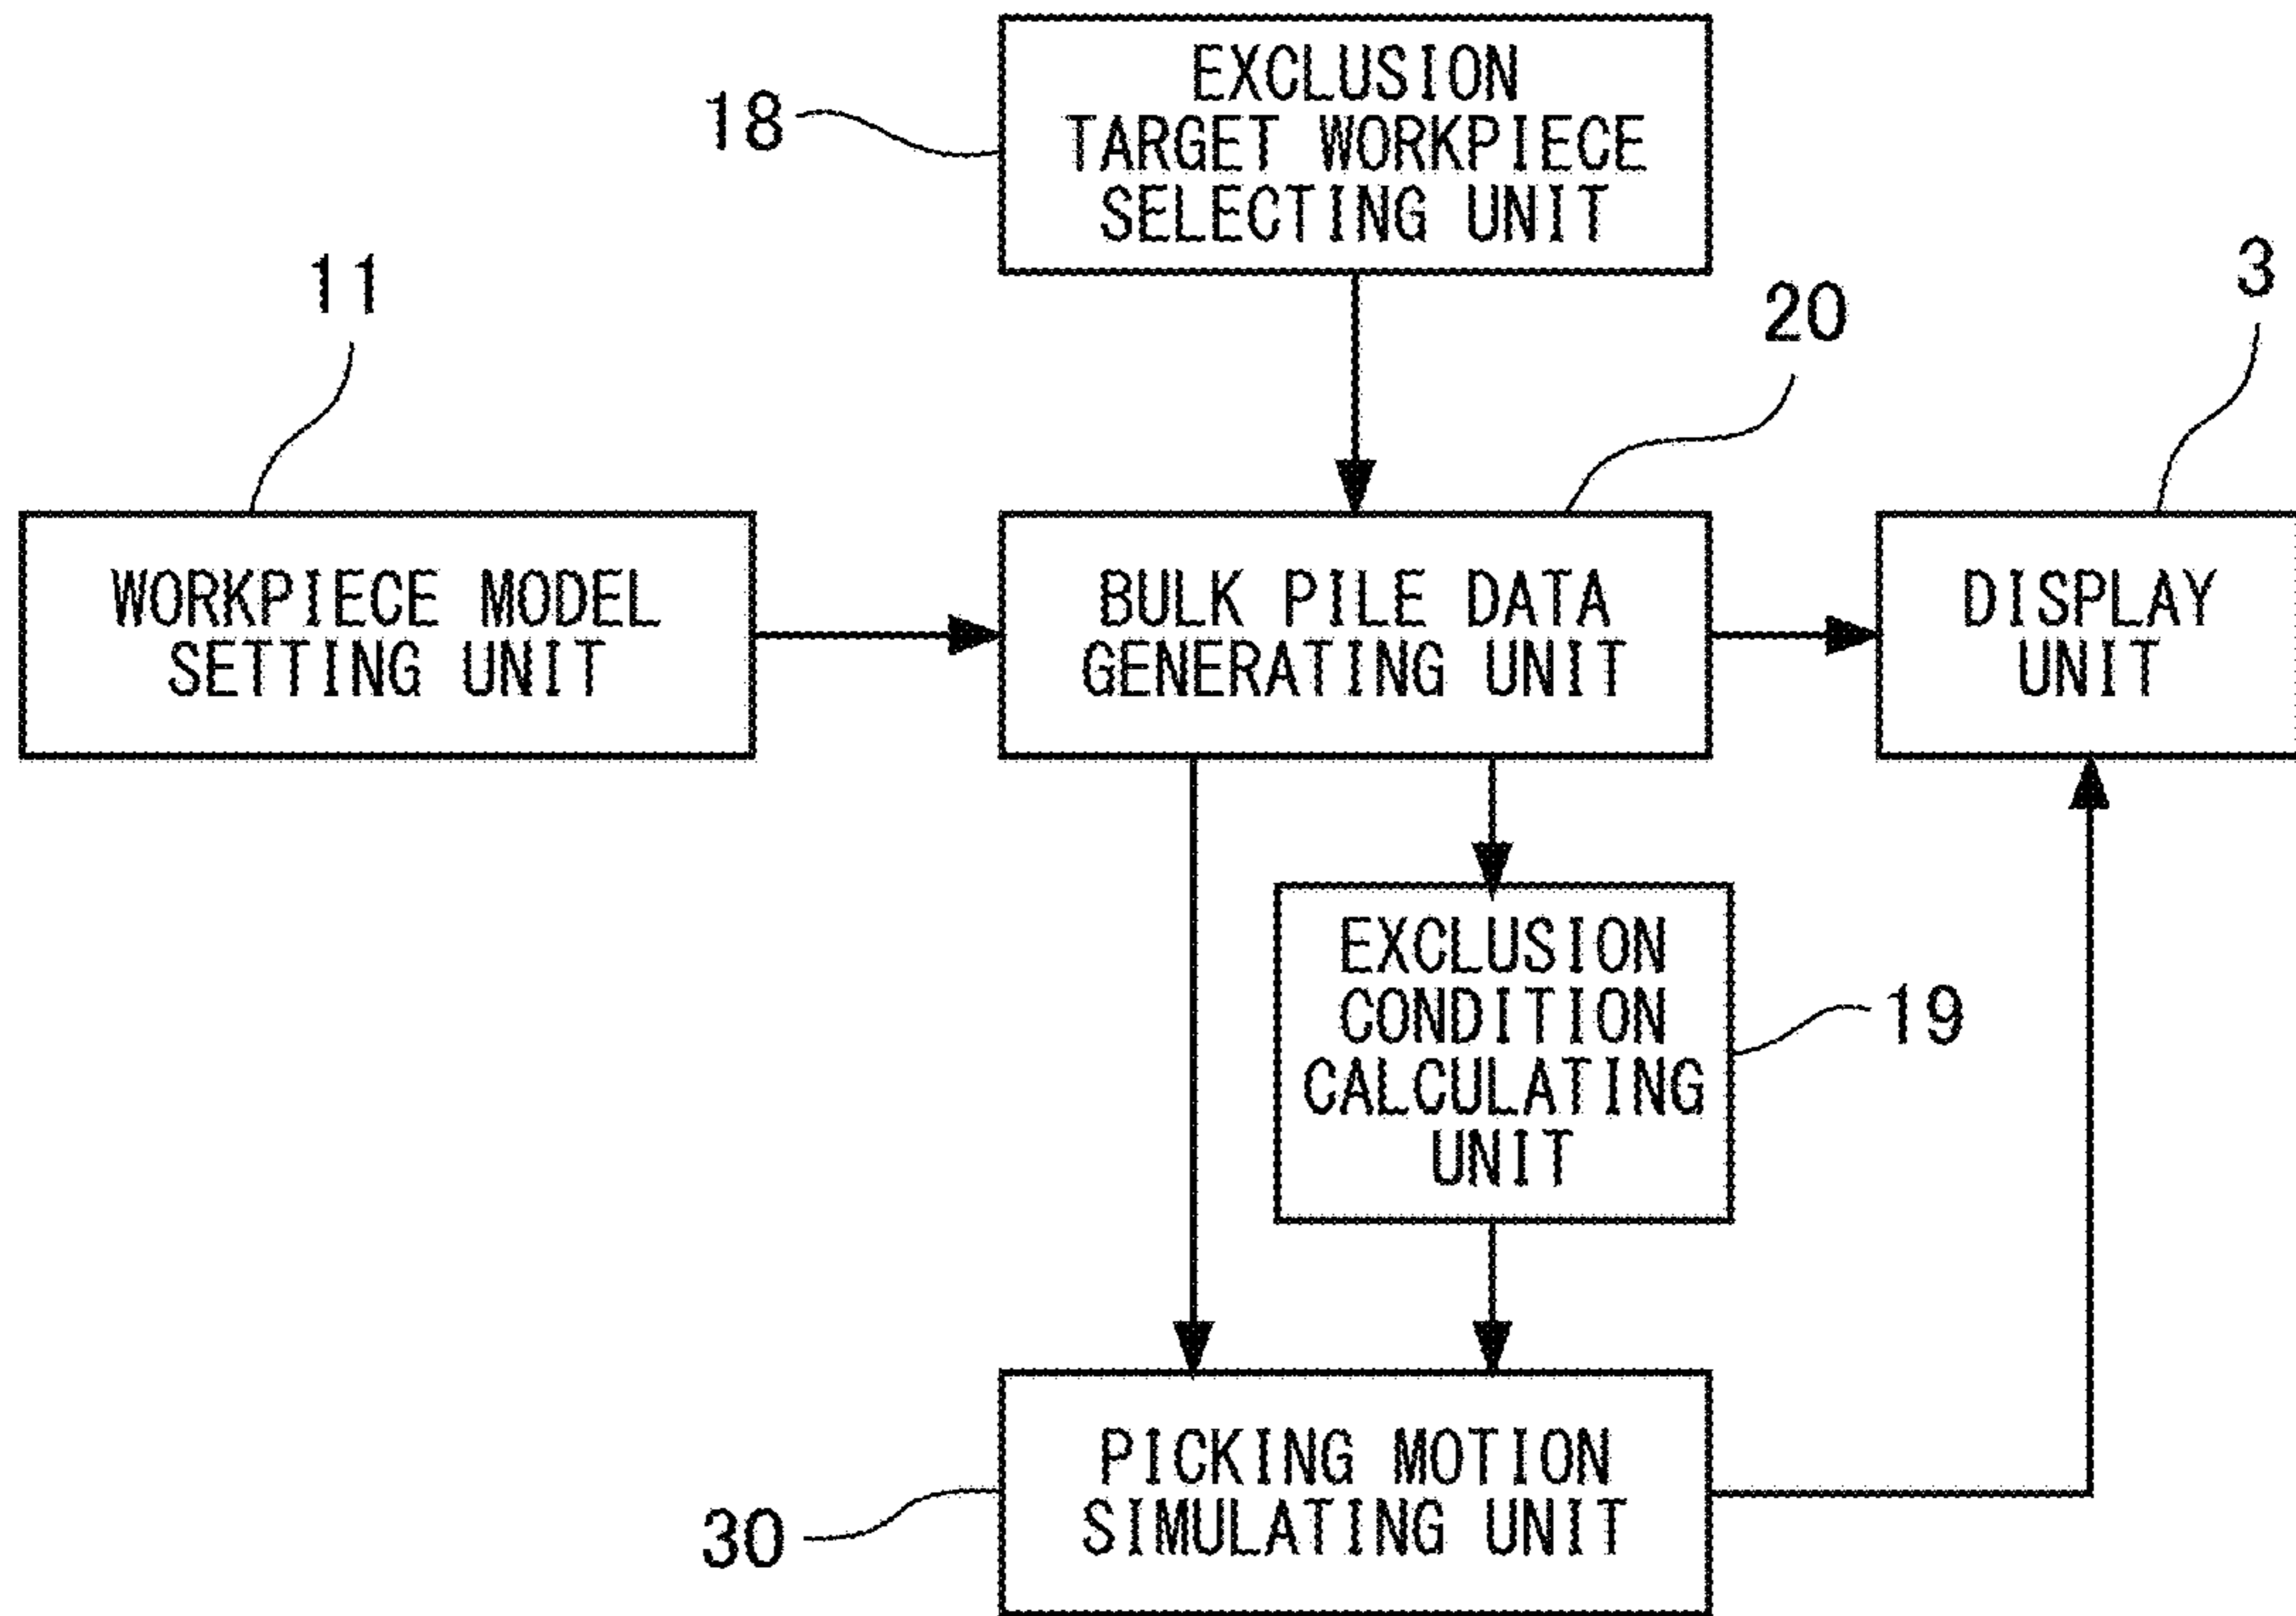 EXCLUSION
TARGET WORKPIECE
SELECTING UNIT
18
11
20
3
WORKPIECE MODEL
SETTING UNIT
BULK PILE DATA
GENERATING UNIT
DISPLAY
UNIT
EXCLUSION
CONDITION
CALCULATING
UNIT
19
PICKING MOTION
SIMULATING UNIT
30